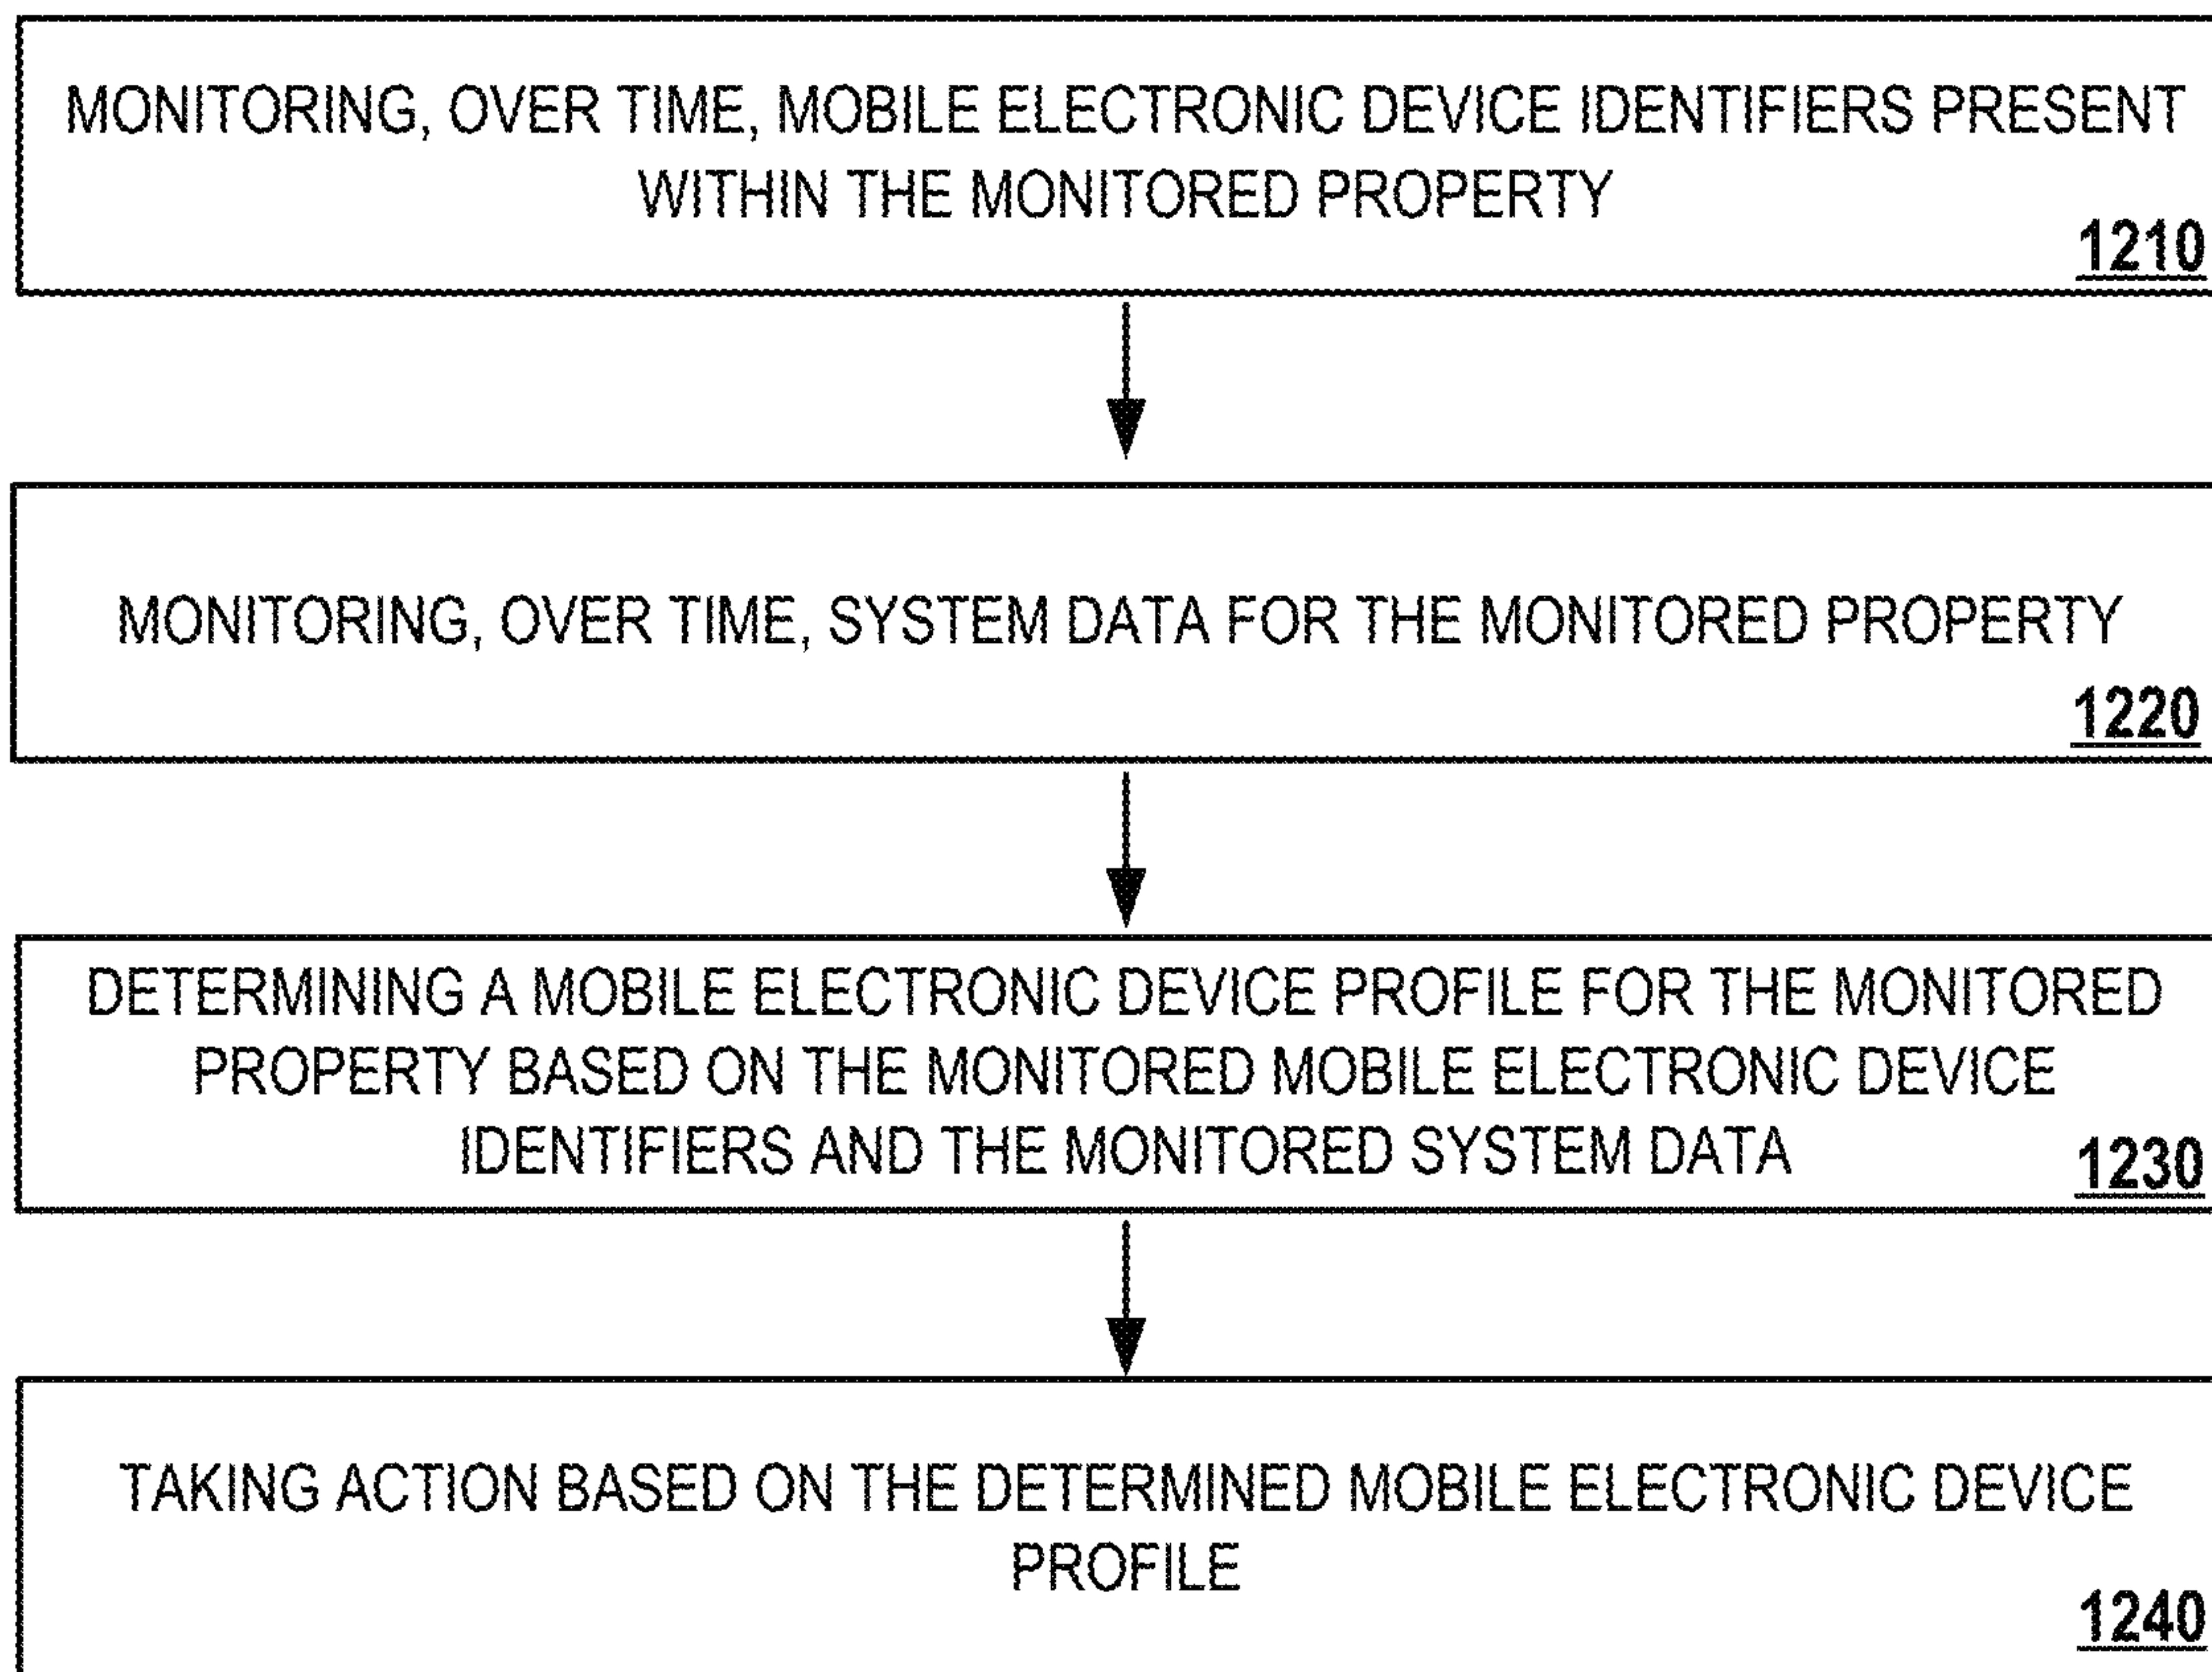 MONITORING, OVER TIME, MOBILE ELECTRONIC DEVICE IDENTIFIERS PRESENT
WITHIN THE MONITORED PROPERTY
1210
MONITORING, OVER TIME, SYSTEM DATA FOR THE MONITORED PROPERTY
1220
DETERMINING A MOBILE ELECTRONIC DEVICE PROFILE FOR THE MONITORED
PROPERTY BASED ON THE MONITORED MOBILE ELECTRONIC DEVICE
IDENTIFIERS AND THE MONITORED SYSTEM DATA
1230
TAKING ACTION BASED ON THE DETERMINED MOBILE ELECTRONIC DEVICE
PROFILE
1240